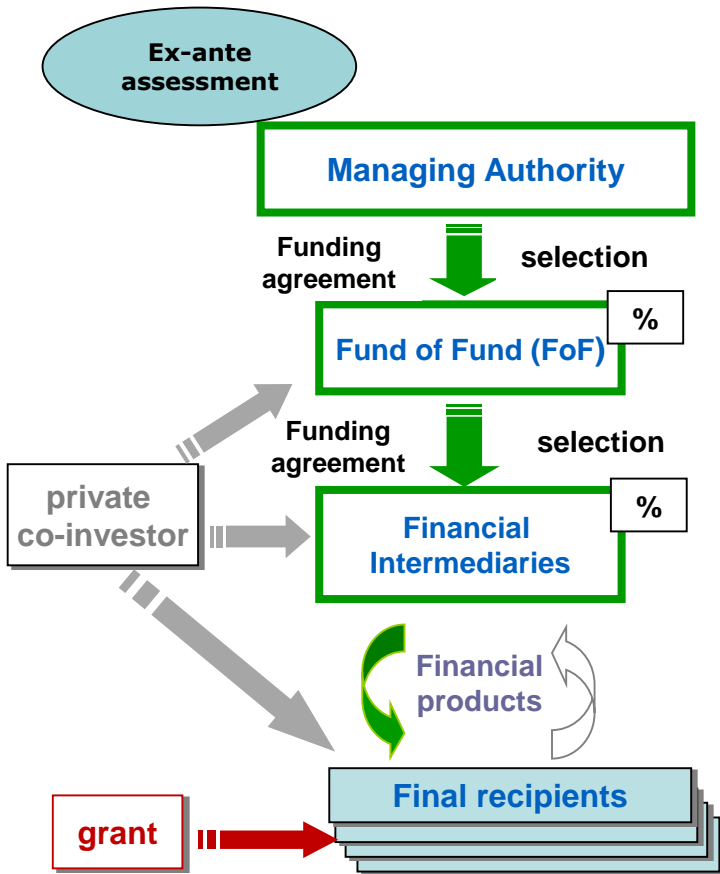 Ex-ante
assessment
Managing Authority
Funding
agreement
selection
%
Fund of Fund (FoF)
Funding
agreement
selection
%
private
co-investor
Financial
Intermediaries
Financial
products
Final recipients
grant